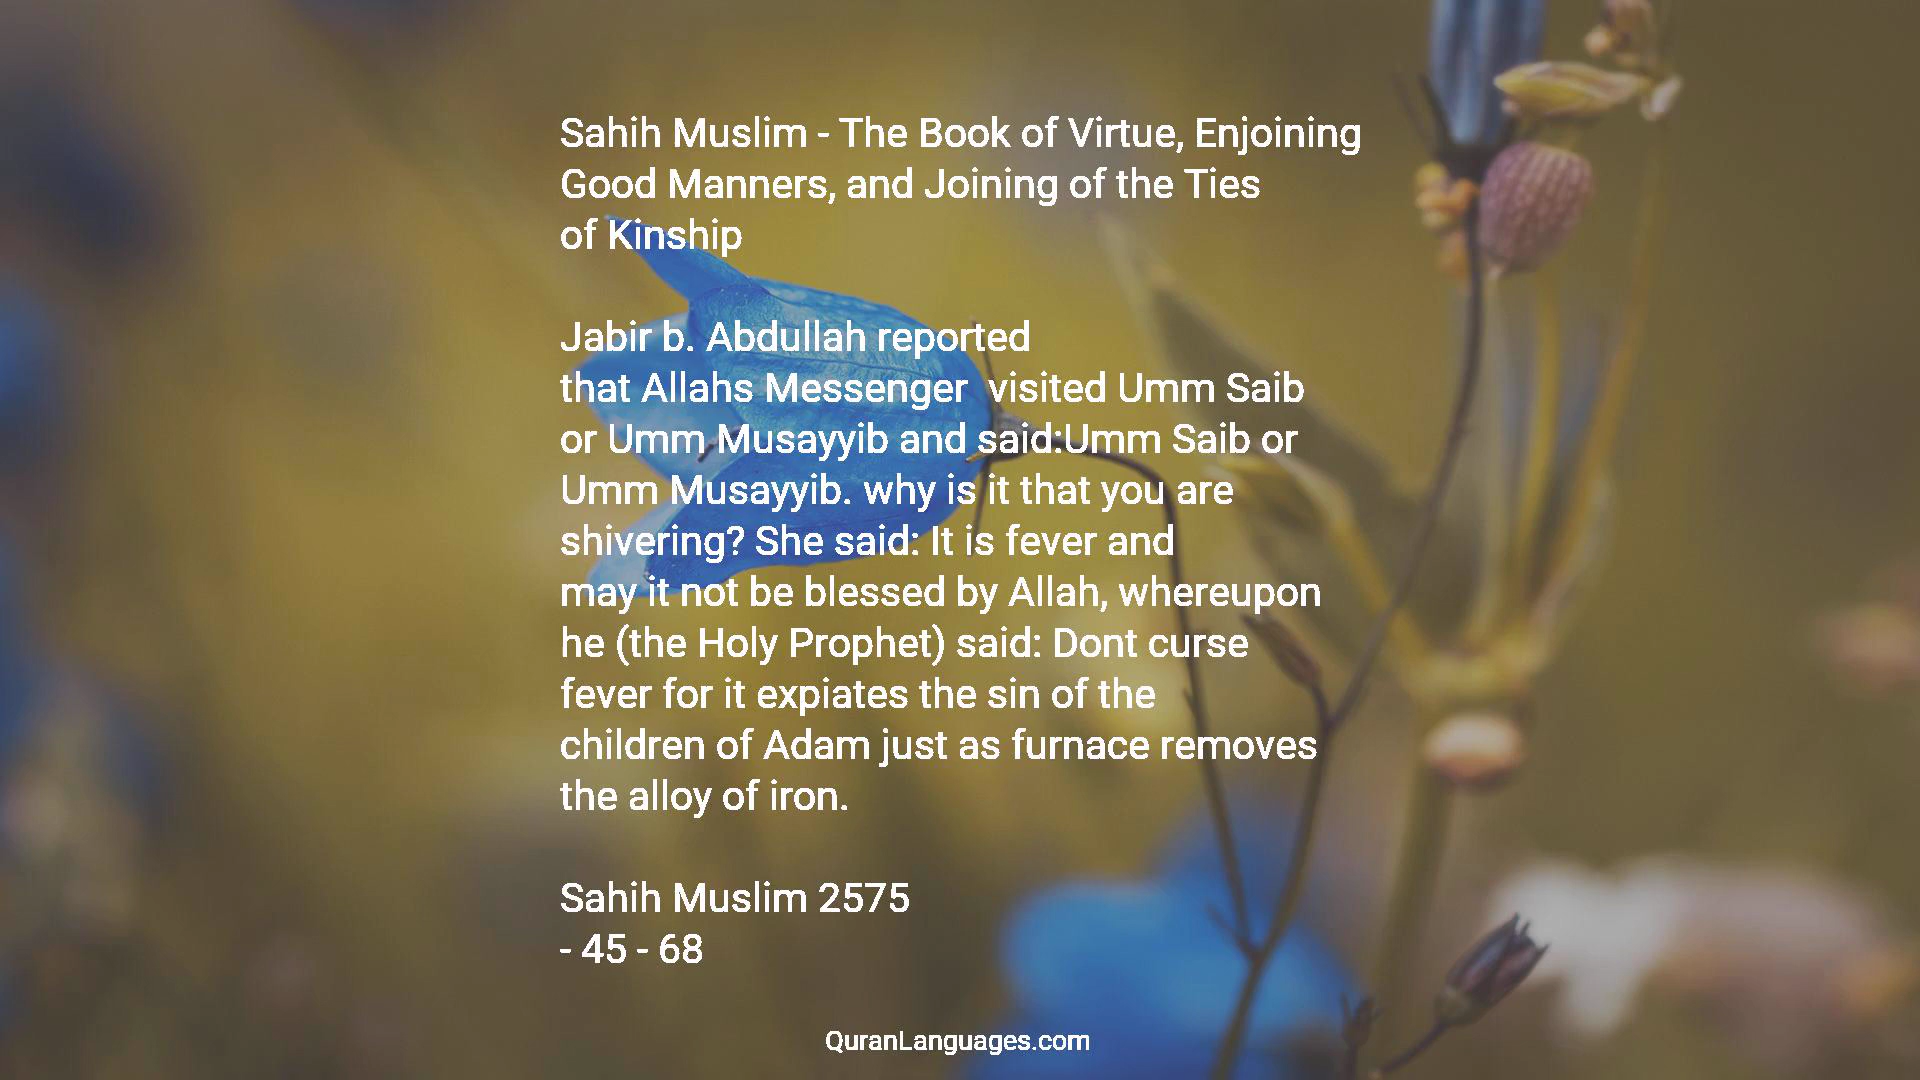 Sahih Muslim - The Book of Virtue, Enjoining
Good Manners, and Joining of the Ties
of Kinship
Jabir b. Abdullah reported
that Allahs Messenger  visited Umm Saib
or Umm Musayyib and said:Umm Saib or
Umm Musayyib. why is it that you are
shivering? She said: It is fever and
may it not be blessed by Allah, whereupon
he (the Holy Prophet) said: Dont curse
fever for it expiates the sin of the
children of Adam just as furnace removes
the alloy of iron.
Sahih Muslim 2575
- 45 - 68
QuranLanguages.com